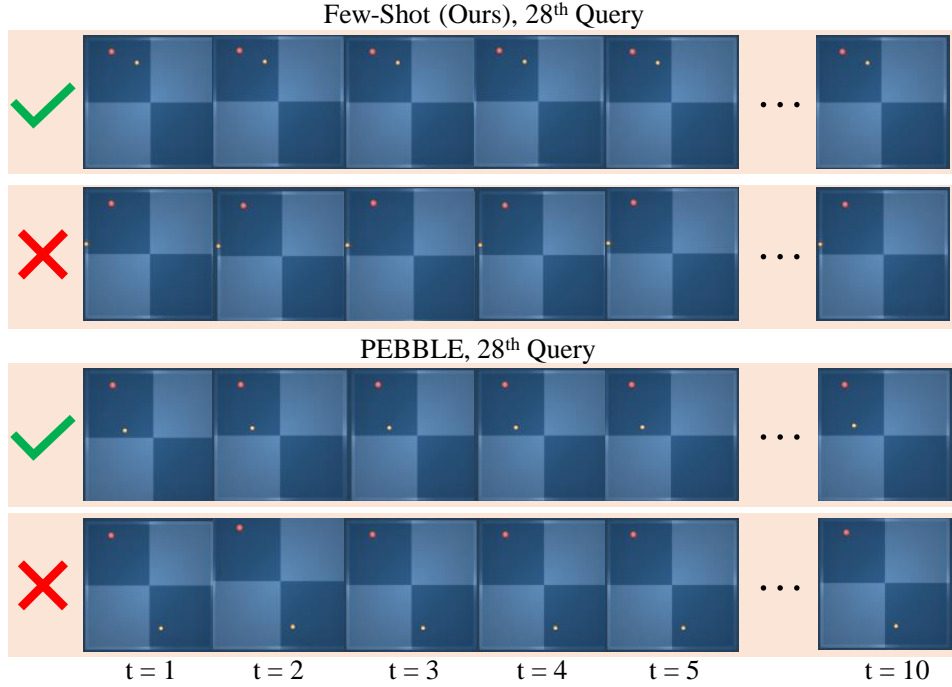 Few-Shot (Ours), 28th Query
...
...
PEBBLE, 28th Query
...
...
t = 1 t = 2 t = 3 t = 4 t = 5 t = 10